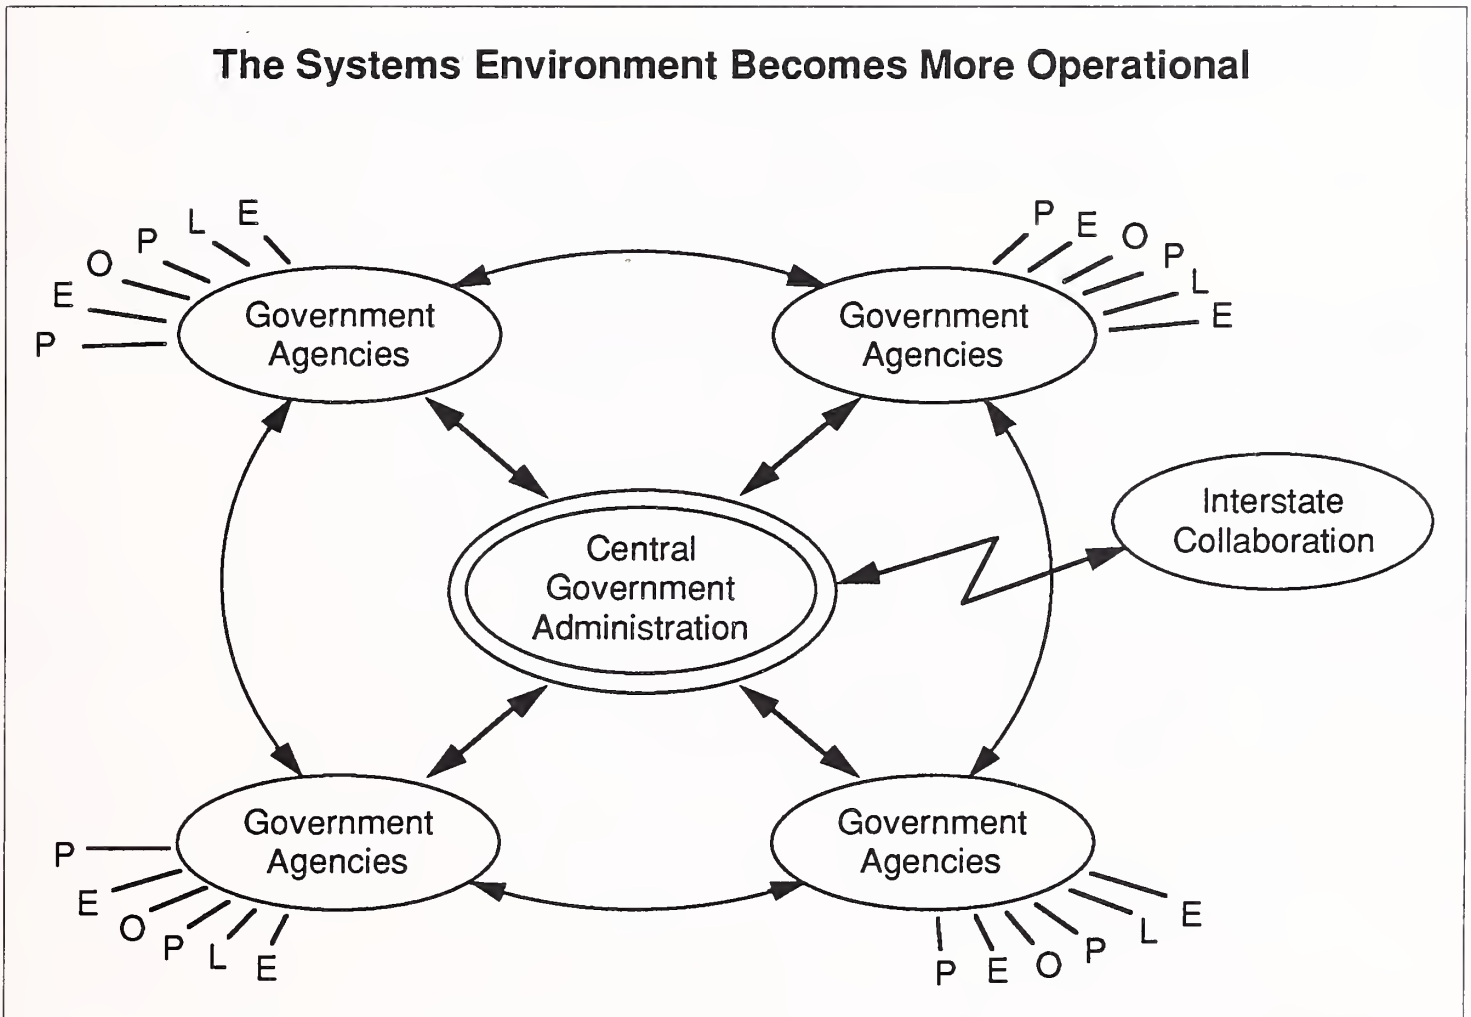 The Systems Environment Becomes More Operational
P E O P L E
Government
Agencies
P E O P L E
Government
Agencies
Interstate
Collaboration
Central
Government
Administration
Government
Agencies
P E O P L E
Government
Agencies
P E O P L E